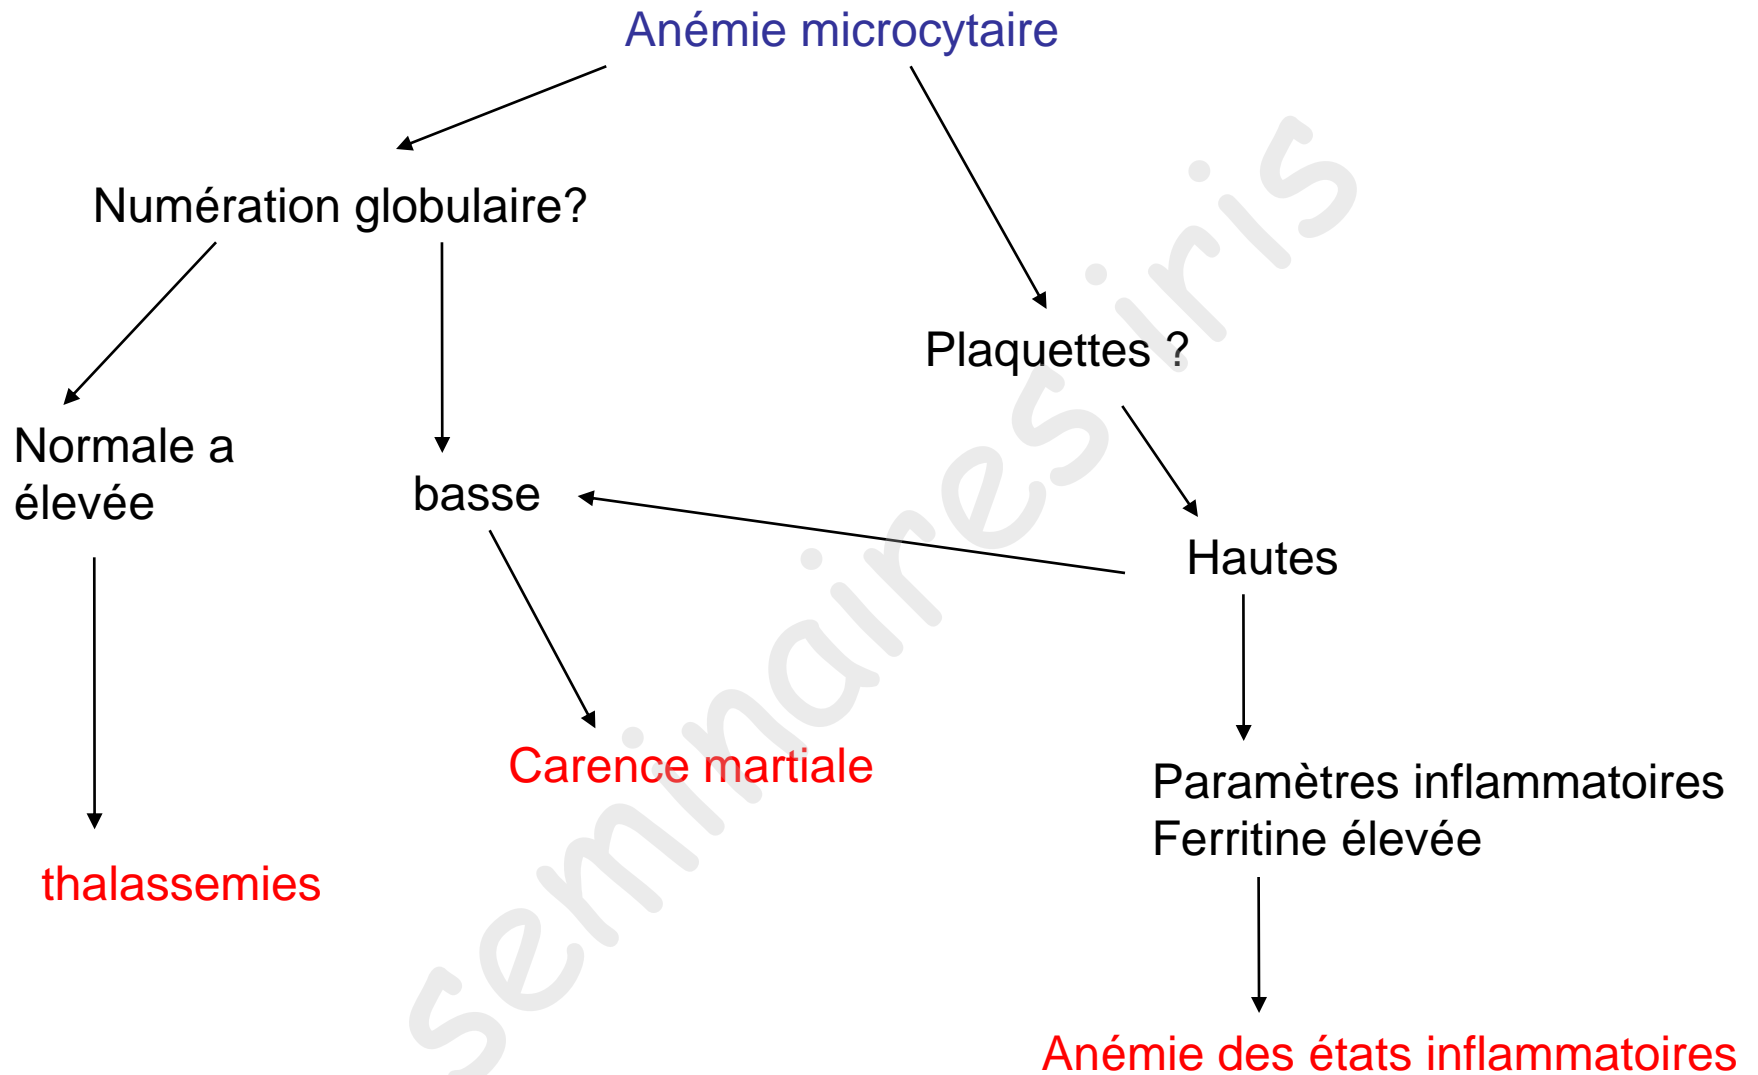 Anémie microcytaire
Numération globulaire?
Plaquettes ?
Normale a
élevée
basse
Hautes
Carence martiale
Paramètres inflammatoires
Ferritine élevée
thalassemies
Anémie des états inflammatoires
seminaires iris